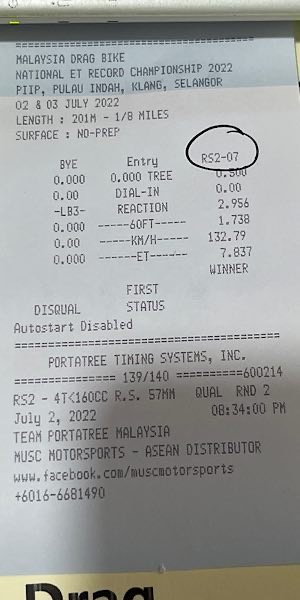 ==================================
MALAYSIA DRAG BIKE
NATIONAL ET RECORD CHAMPIONSHIP 2022
PIIP, PULAU INDAH, KLANG, SELANGOR
02 & 03 JULY 2022
LENGTH : 201M - 1/8 MILES
SURFACE : NO-PREP
BYE Entry RS2-07
0.000 0.000 TREE 0.500
0.00 DIAL-IN 0.00
-LB3- REACTION 2.956
0.000 ------60FT----- 1.738
0.00 -----KM/H------ 132.79
0.000 ------ET------- 7.837
WINNER
FIRST
DISQUAL STATUS
Autostart Disabled
========================================
PORTATREE TIMING SYSTEMS, INC.
=============== 139/140 ==========600214
RS2 - 4T<160CC R.S. 57MM QUAL RND 2
July 2, 2022 08:34:00 PM
TEAM PORTATREE MALAYSIA
MUSC MOTORSPORTS - ASEAN DISTRIBUTOR
www.facebook.com/muscmotorsports
+6016-6681490
Drag